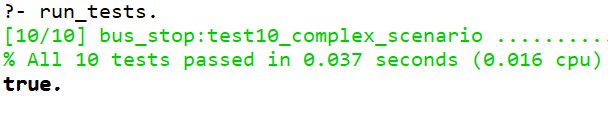 ?- run_tests.
[10/10] bus_stop:test10_complex_scenario ..........
% All 10 tests passed in 0.037 seconds (0.016 cpu)
true.